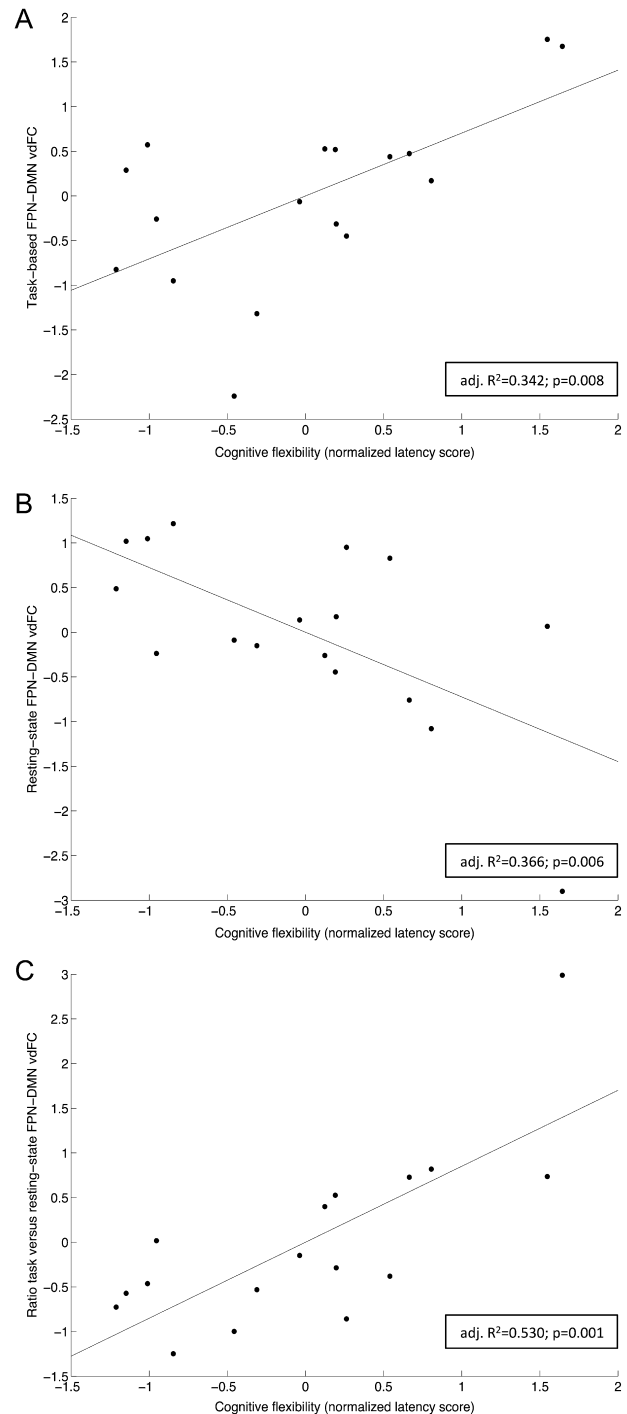 A
2
1.5
1
0.5
0
−0.5
−1
−1.5
−2
−2.5
Task−based FPN−DMN vdFC
adj. R²=0.342; p=0.008
−1.5 −1 −0.5 0 0.5 1 1.5 2
Cognitive flexibility (normalized latency score)
B
1.5
1
0.5
0
−0.5
−1
−1.5
−2
−2.5
−3
Resting−state FPN−DMN vdFC
adj. R²=0.366; p=0.006
−1.5 −1 −0.5 0 0.5 1 1.5 2
Cognitive flexibility (normalized latency score)
C
3
2.5
2
1.5
1
0.5
0
−0.5
−1
−1.5
Ratio task versus resting−state FPN−DMN vdFC
adj. R²=0.530; p=0.001
−1.5 −1 −0.5 0 0.5 1 1.5 2
Cognitive flexibility (normalized latency score)